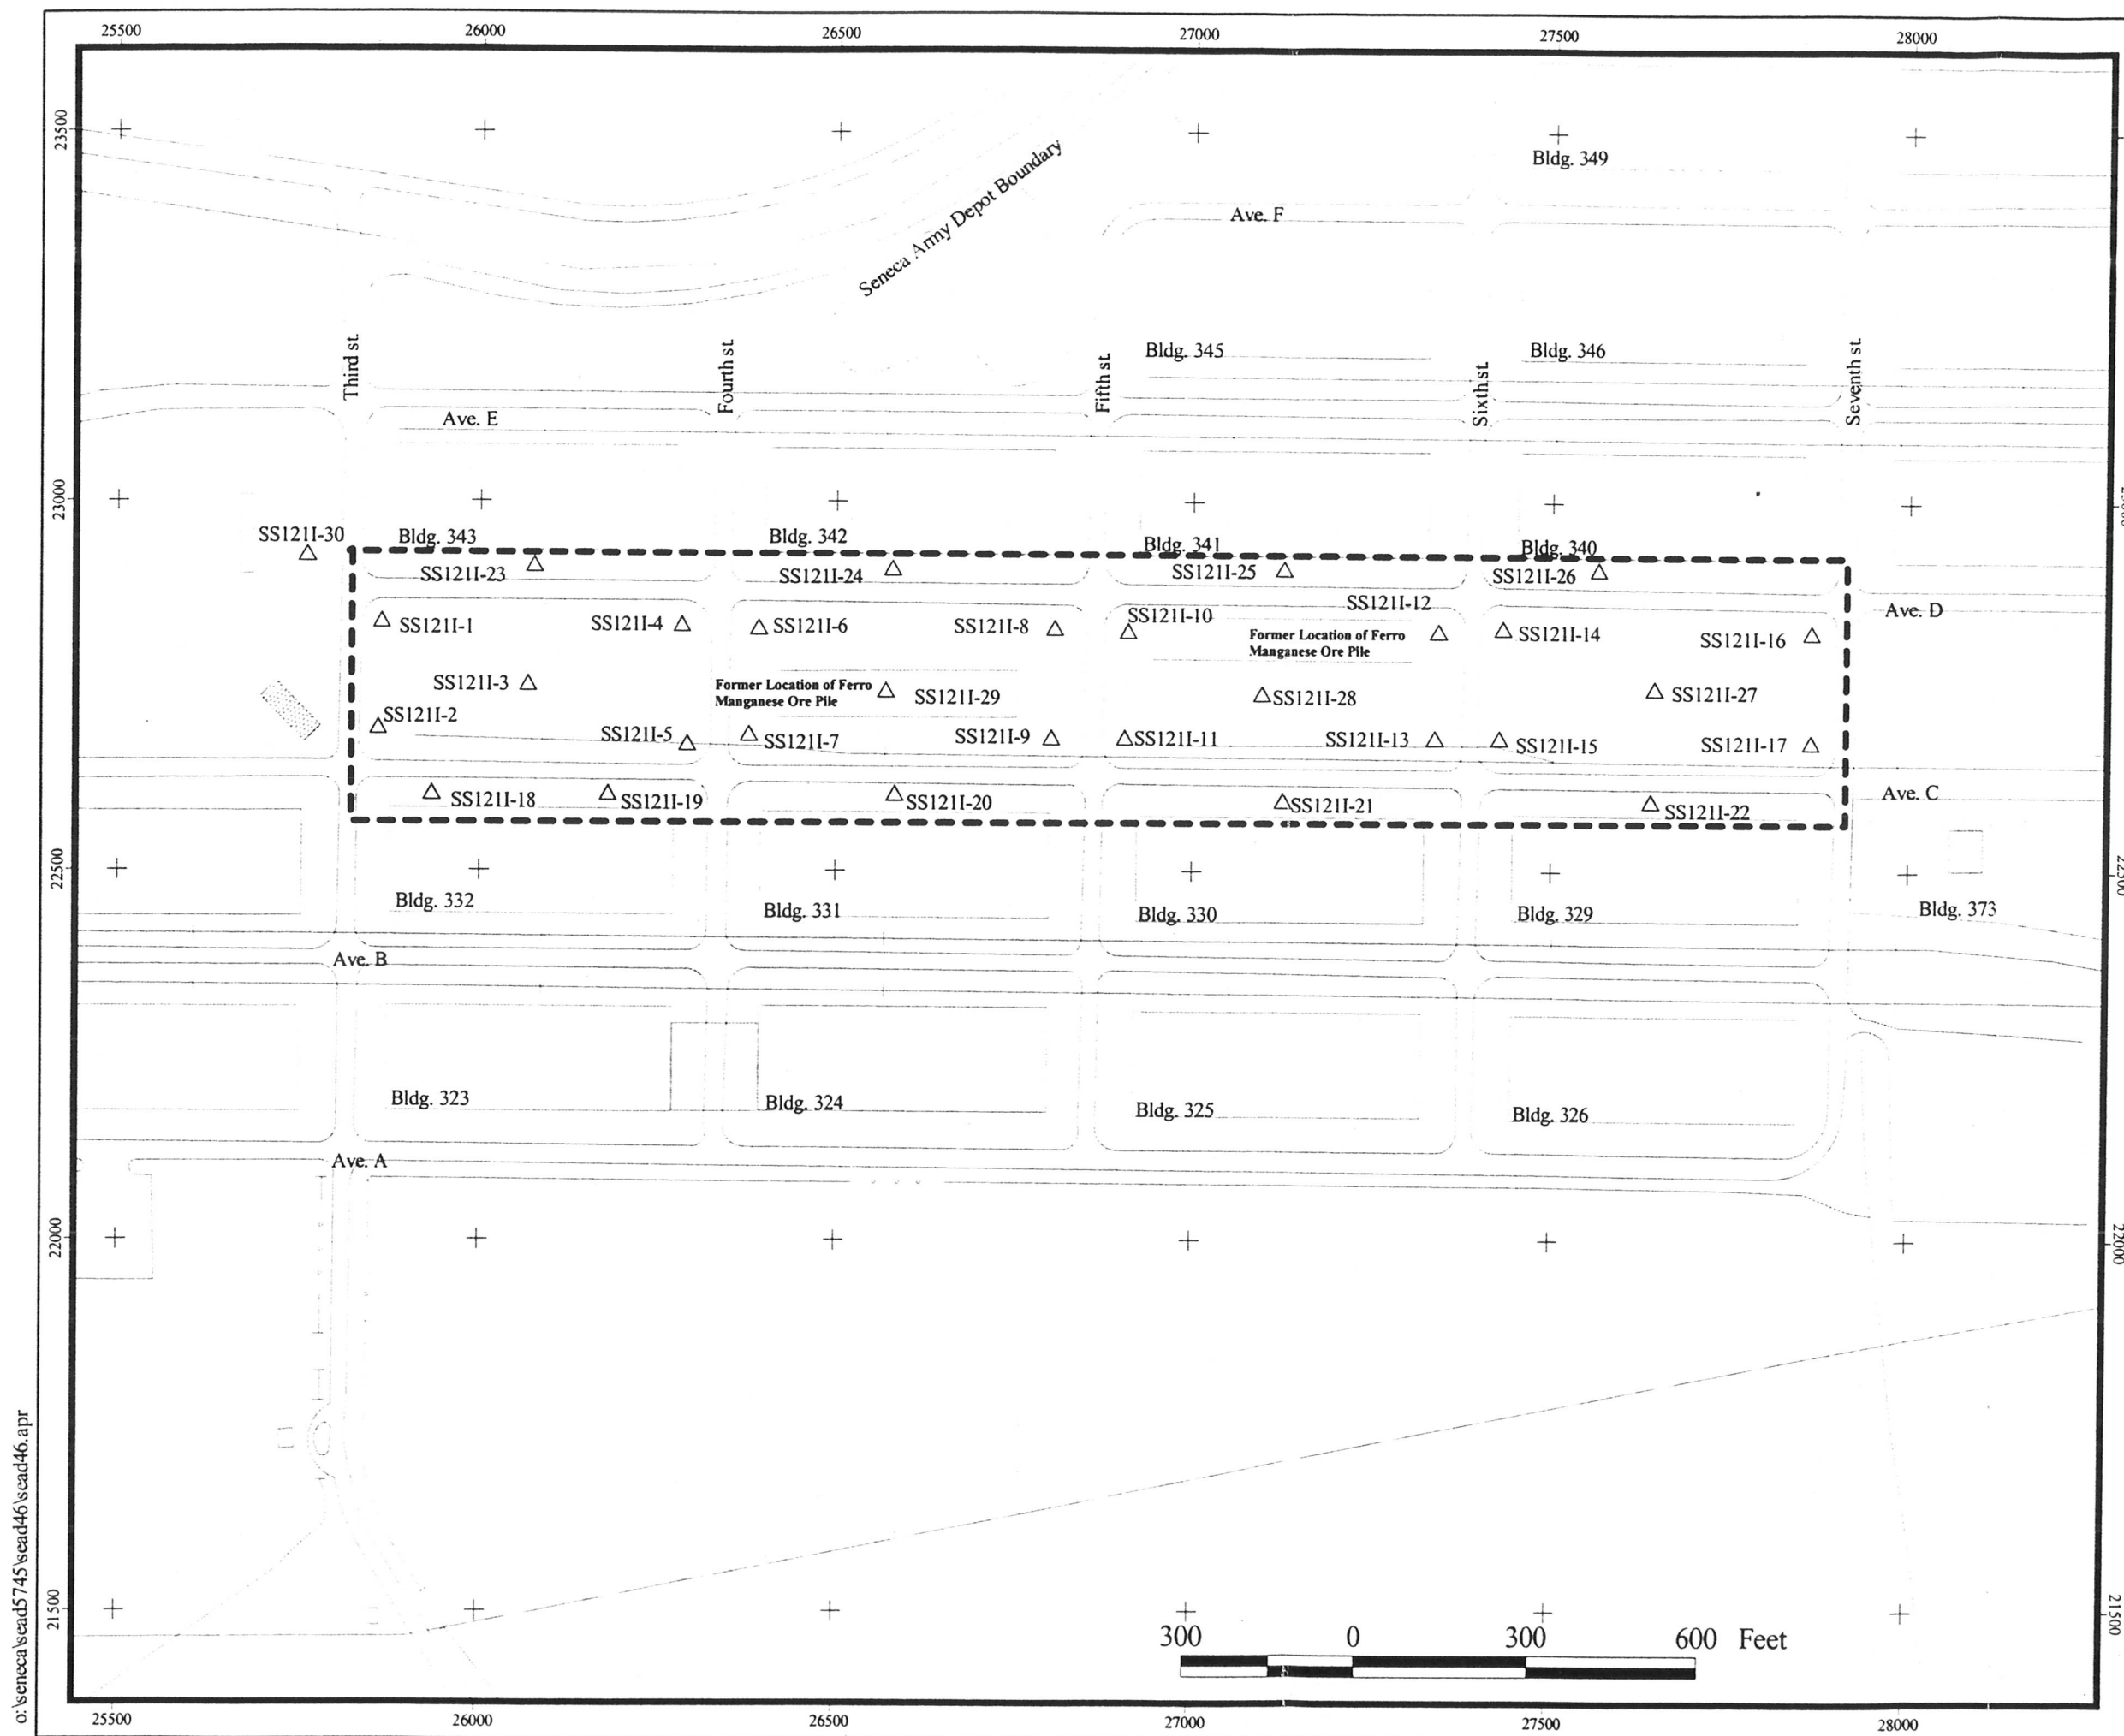 25500 26000 26500 27000 27500 28000
23500
Bldg. 349
Seneca Army Depot Boundary
Ave. F
Third st.
Fourth st.
Fifth st.
Sixth st.
Seventh st.
Bldg. 345
Bldg. 346
Ave. E
23000
SS121I-30
Bldg. 343
Bldg. 342
Bldg. 341
Bldg. 340
SS121I-23
SS121I-24
SS121I-25
SS121I-26
SS121I-12
Ave. D
SS121I-1
SS121I-4
SS121I-6
SS121I-8
SS121I-10
Former Location of Ferro
Manganese Ore Pile
SS121I-14
SS121I-16
SS121I-3
Former Location of Ferro
Manganese Ore Pile
SS121I-29
SS121I-28
SS121I-27
SS121I-2
SS121I-5
SS121I-7
SS121I-9
SS121I-11
SS121I-13
SS121I-15
SS121I-17
SS121I-18
SS121I-19
SS121I-20
SS121I-21
SS121I-22
Ave. C
22500
Bldg. 332
Bldg. 331
Bldg. 330
Bldg. 329
Bldg. 373
Ave. B
Bldg. 323
Bldg. 324
Bldg. 325
Bldg. 326
Ave. A
22000
22000
21500
21500
300 0 300 600 Feet
o:\seneca\sead5745\sead46\sead46.apr
25500 26000 26500 27000 27500 28000